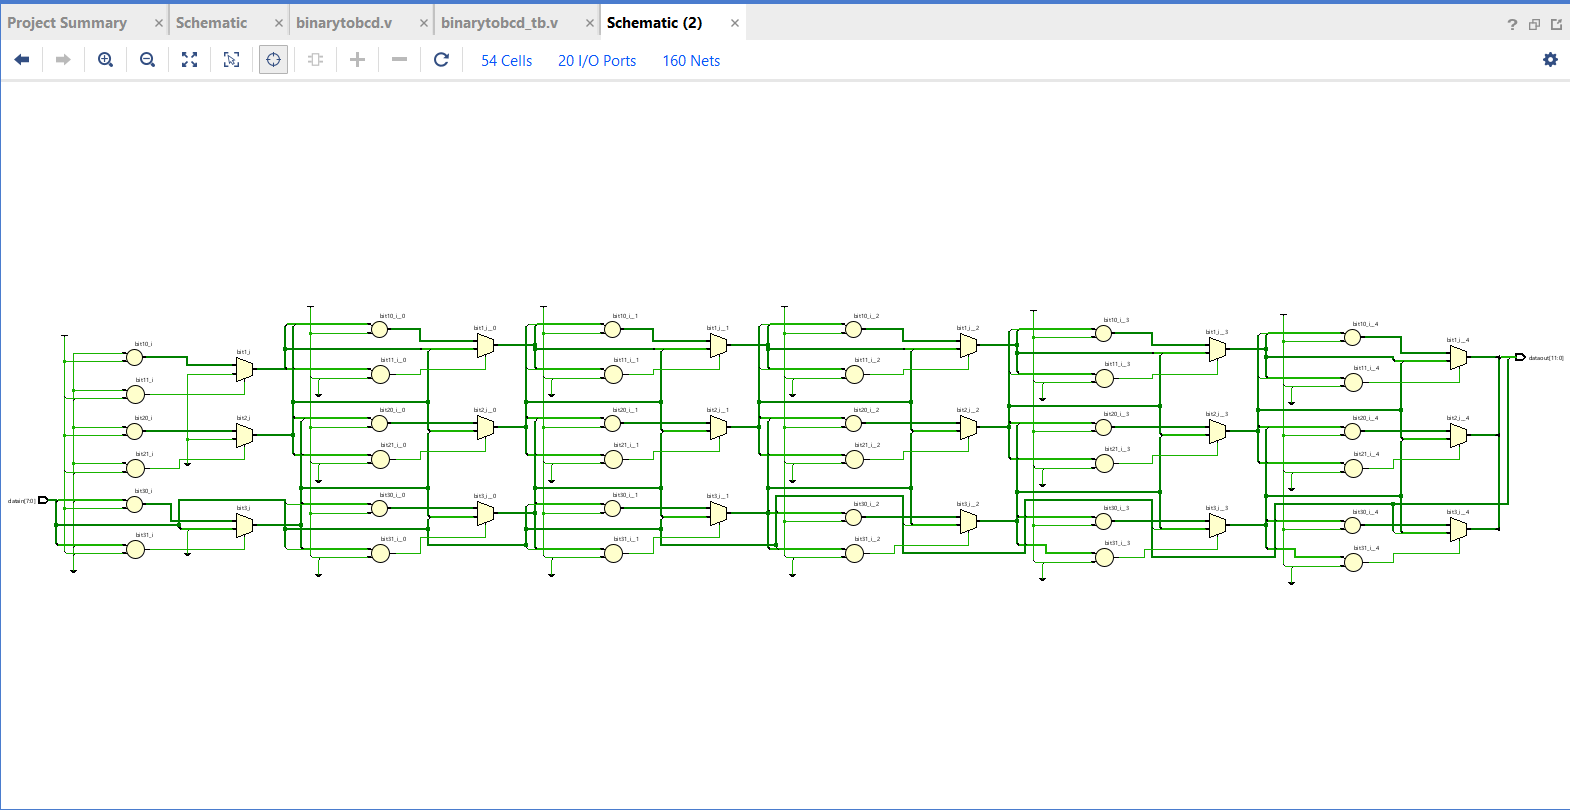 Project Summary × Schematic × binarytobcd.v × binarytobcd_tb.v × Schematic (2) × ?
54 Cells 20 I/O Ports 160 Nets
bit10_i__0 bit10_i__1 bit10_i__2 bit10_i__3 bit10_i__4
bit10_i bit1_i bit1_i__0 bit1_i__1 bit1_i__2 bit1_i__3 bit1_i__4 dataout[11:0]
bit11_i bit11_i__0 bit11_i__1 bit11_i__2 bit11_i__3 bit11_i__4
bit20_i bit2_i bit20_i__0 bit2_i__0 bit20_i__1 bit2_i__1 bit20_i__2 bit2_i__2 bit20_i__3 bit2_i__3 bit20_i__4 bit2_i__4
bit21_i bit21_i__0 bit21_i__1 bit21_i__2 bit21_i__3 bit21_i__4
datain[7:0] bit30_i bit3_i bit30_i__0 bit3_i__0 bit30_i__1 bit3_i__1 bit30_i__2 bit3_i__2 bit30_i__3 bit3_i__3 bit30_i__4 bit3_i__4
bit31_i bit31_i__0 bit31_i__1 bit31_i__2 bit31_i__3 bit31_i__4